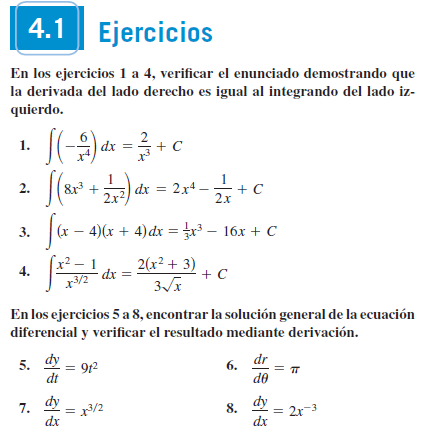 4.1 Ejercicios
En los ejercicios 1 a 4, verificar el enunciado demostrando que
la derivada del lado derecho es igual al integrando del lado iz-
quierdo.
1. ∫(−6/x⁴) dx = 2/x³ + C
2. ∫(8x³ + 1/2x²) dx = 2x⁴ − 1/2x + C
3. ∫(x − 4)(x + 4) dx = ⅓x³ − 16x + C
4. ∫ (x² − 1)/x^(3/2) dx = 2(x² + 3)/3√x + C
En los ejercicios 5 a 8, encontrar la solución general de la ecuación
diferencial y verificar el resultado mediante derivación.
5. dy/dt = 9t² 6. dr/dθ = π
7. dy/dx = x^(3/2) 8. dy/dx = 2x⁻³